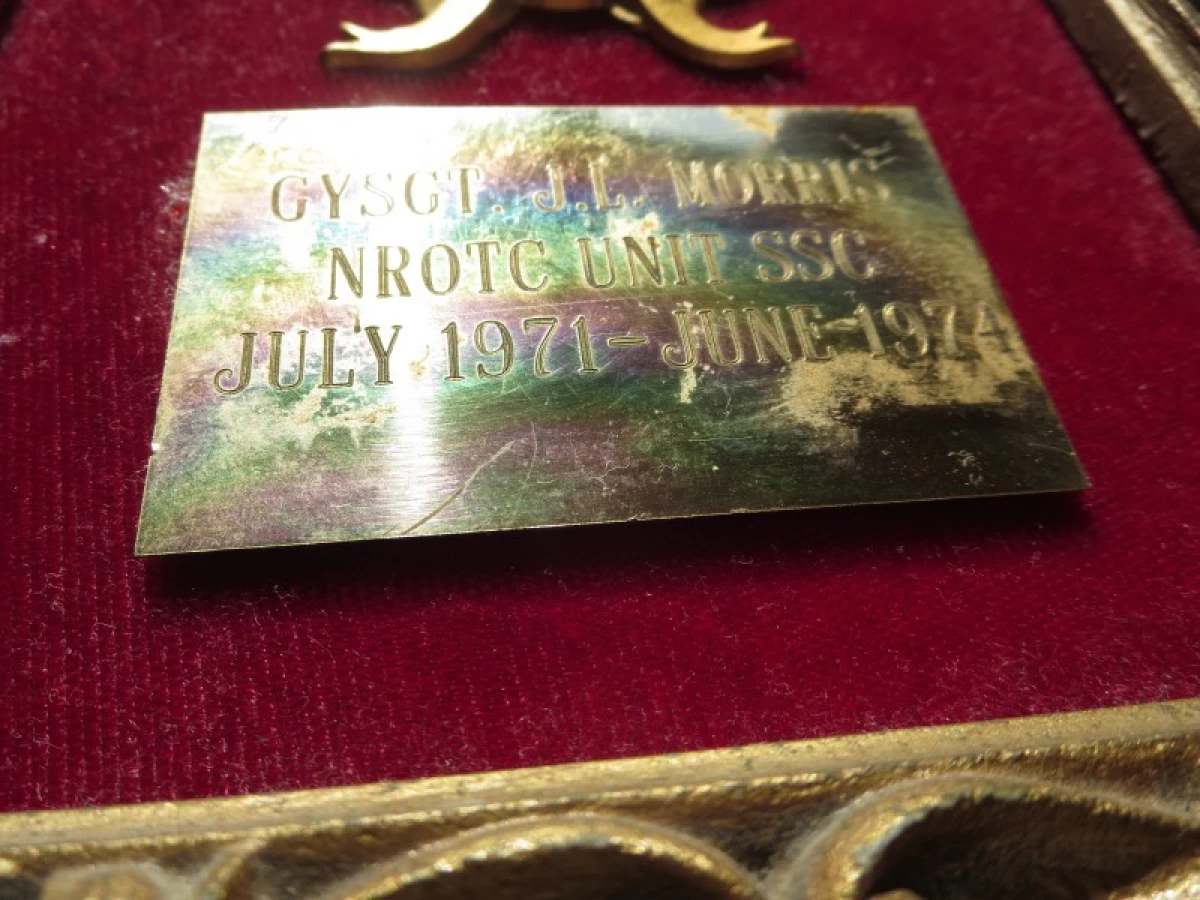 GYSGT. J.L. MORRIS
NROTC UNIT SSC
JULY 1971-JUNE-1974